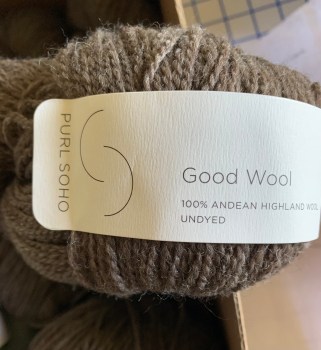 PURL SOHO
Good Wool
100% ANDEAN HIGHLAND WOOL
UNDYED